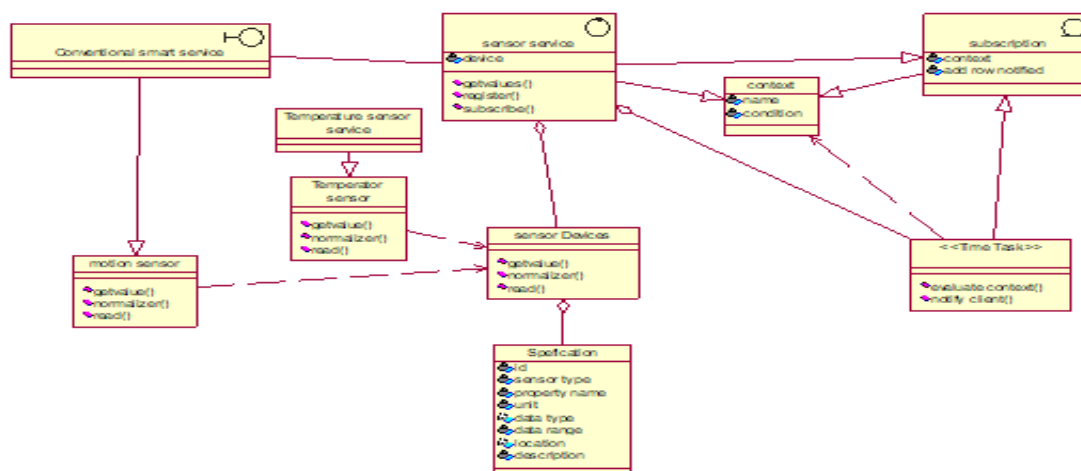 Conventional smart service
sensor service
device
getvalues()
register()
subscribe()
subscription
context
add row notified
context
name
condition
Temperature sensor
service
Temperator
sensor
getvalue()
normalizer()
read()
motion sensor
getvalue()
normalizer()
read()
sensor Devices
getvalue()
normalizer()
read()
<<Time Task>>
evaluate context()
notify client()
Spefication
id
sensor type
property name
unit
data type
data range
location
description